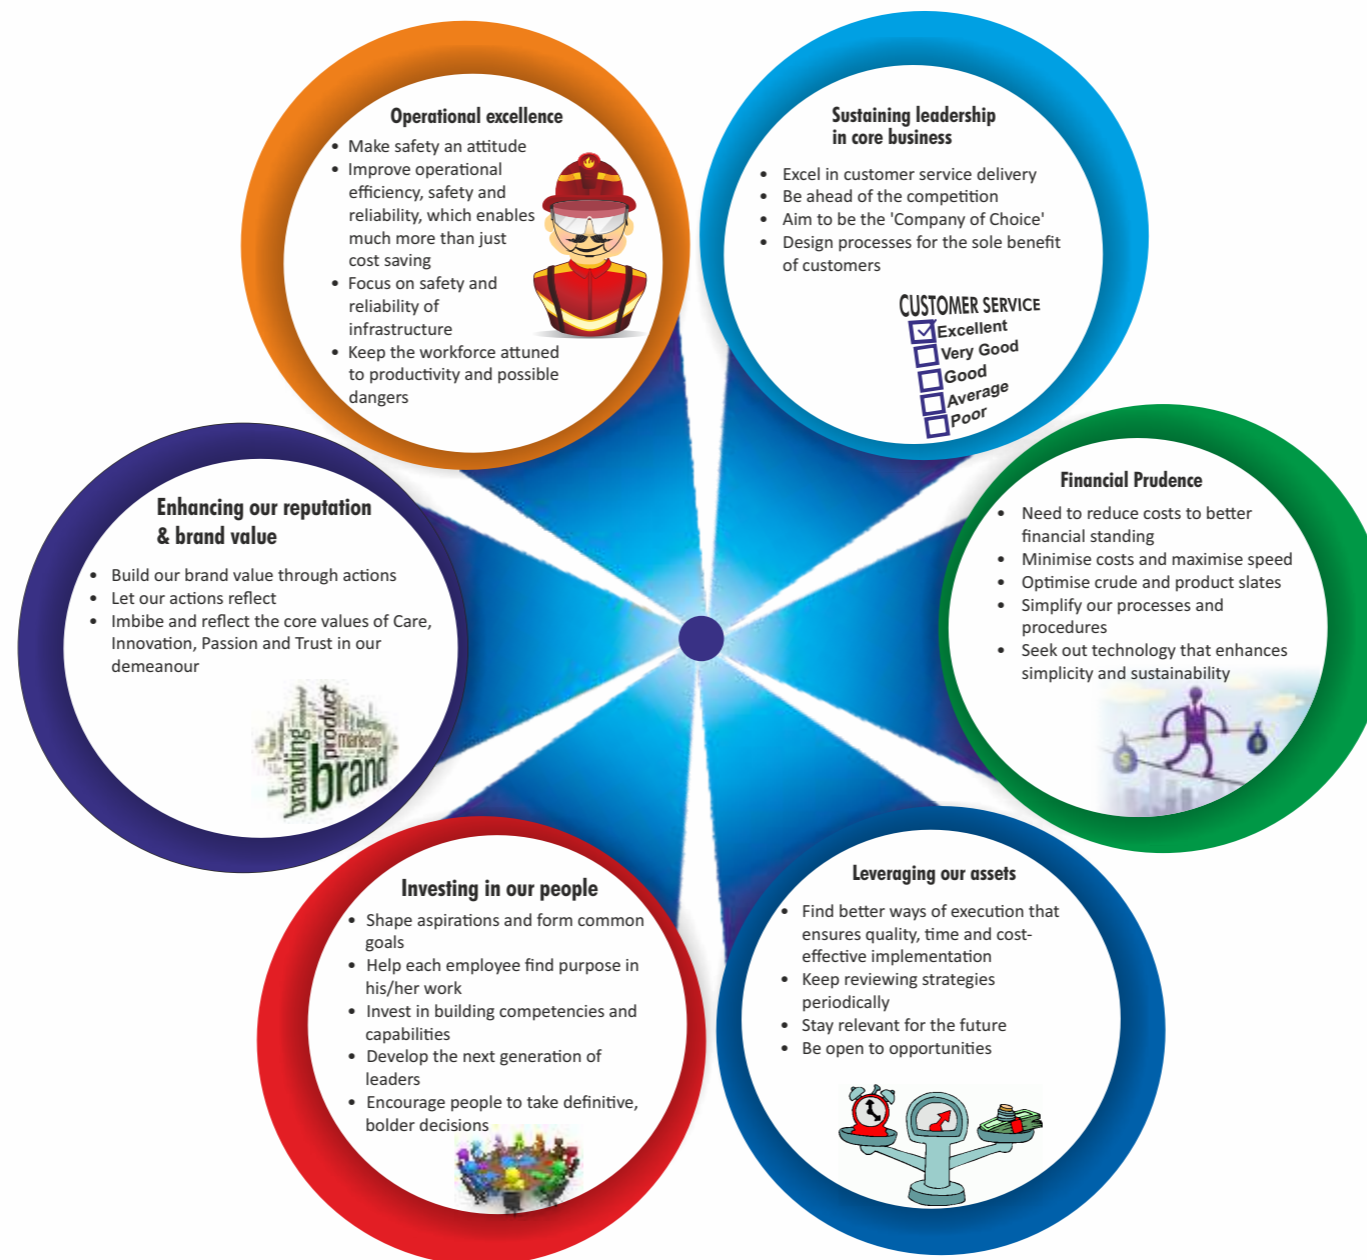 Operational excellence
• Make safety an attitude
• Improve operational
efficiency, safety and
reliability, which enables
much more than just
cost saving
• Focus on safety and
reliability of
infrastructure
• Keep the workforce attuned
to productivity and possible
dangers
Sustaining leadership
in core business
• Excel in customer service delivery
• Be ahead of the competition
• Aim to be the 'Company of Choice'
• Design processes for the sole benefit
of customers
CUSTOMER SERVICE
Excellent
Very Good
Good
Average
Poor
Financial Prudence
• Need to reduce costs to better
financial standing
• Minimise costs and maximise speed
• Optimise crude and product slates
• Simplify our processes and
procedures
• Seek out technology that enhances
simplicity and sustainability
$
Leveraging our assets
• Find better ways of execution that
ensures quality, time and cost-
effective implementation
• Keep reviewing strategies
periodically
• Stay relevant for the future
• Be open to opportunities
Investing in our people
• Shape aspirations and form common
goals
• Help each employee find purpose in
his/her work
• Invest in building competencies and
capabilities
• Develop the next generation of
leaders
• Encourage people to take definitive,
bolder decisions
Enhancing our reputation
& brand value
• Build our brand value through actions
• Let our actions reflect
• Imbibe and reflect the core values of Care,
Innovation, Passion and Trust in our
demeanour
branding
product
marketing
brand